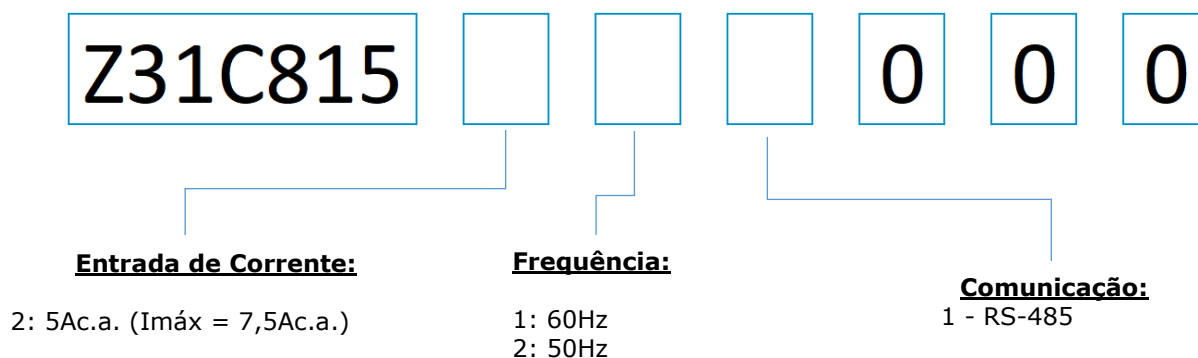 Z31C815 0 0 0
Entrada de Corrente:
2: 5Ac.a. (Imáx = 7,5Ac.a.)
Frequência:
1: 60Hz
2: 50Hz
Comunicação:
1 - RS-485